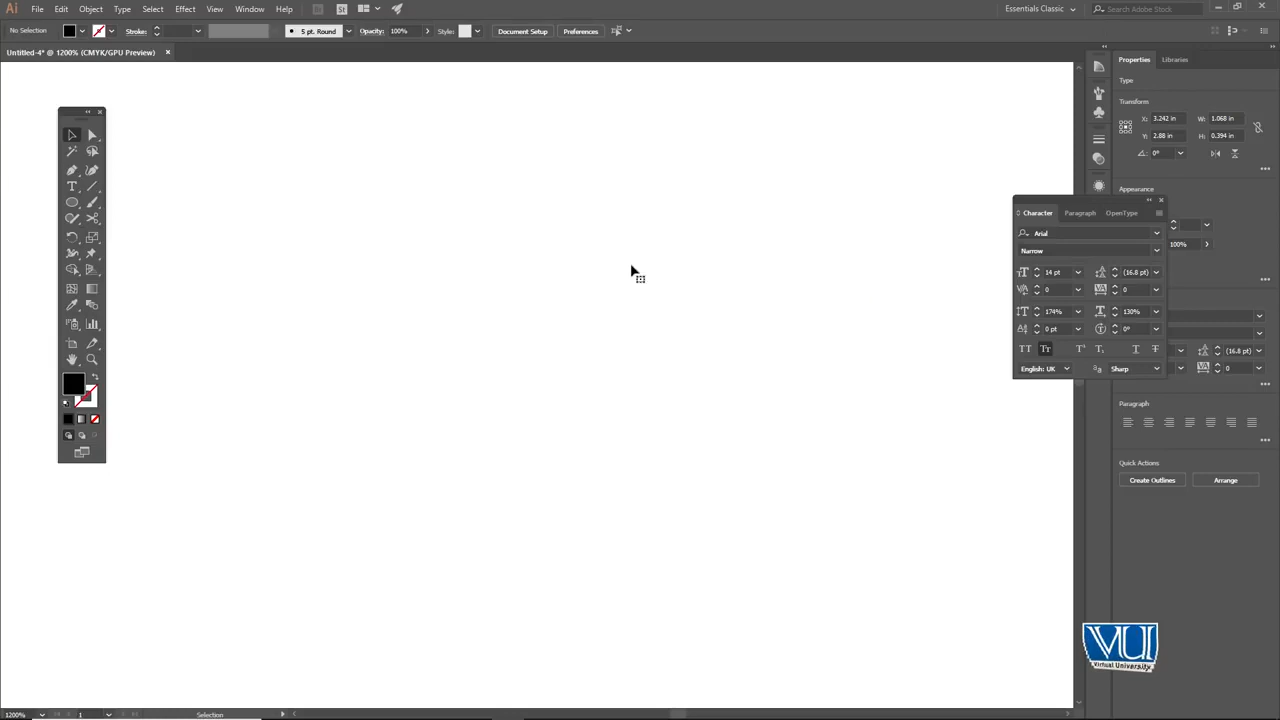 Ai File Edit Object Type Select Effect View Window Help Br St Essentials Classic Search Adobe Stock
No Selection Stroke: 5 pt. Round Opacity: 100% Style: Document Setup Preferences
Untitled-4* @ 1200% (CMYK/GPU Preview)
Properties Libraries
Type
Transform
X: 3.242 in W: 1.068 in
Y: 2.88 in H: 0.394 in
0°
Appearance
100%
Character Paragraph OpenType
Arial
Narrow
14 pt (16.8 pt)
0 0
174% 130%
0 pt 0°
English: UK Sharp
(16.8 pt)
0
Paragraph
Quick Actions
Create Outlines Arrange
VU
Virtual University
1200% 1 Selection